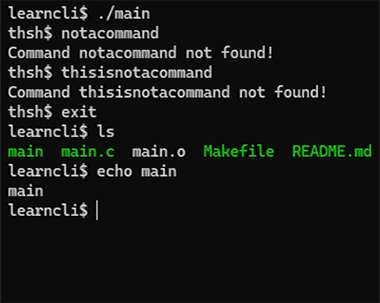 learncli$ ./main
thsh$ notacommand
Command notacommand not found!
thsh$ thisisnotacommand
Command thisisnotacommand not found!
thsh$ exit
learncli$ ls
main  main.c  main.o  Makefile  README.md
learncli$ echo main
main
learncli$